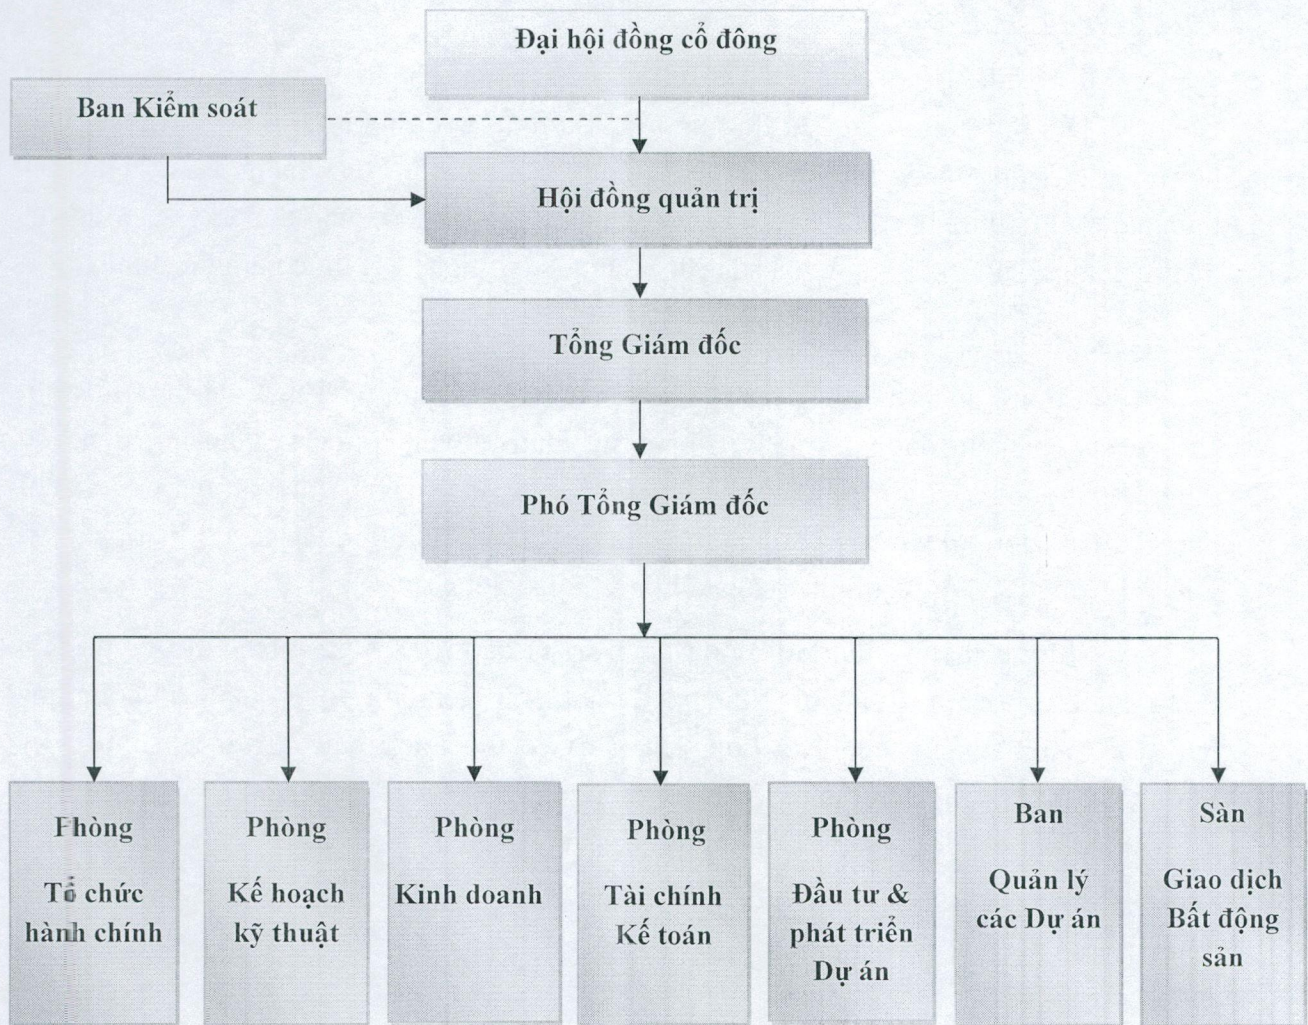 Đại hội đồng cổ đông
Ban Kiểm soát
Hội đồng quản trị
Tổng Giám đốc
Phó Tổng Giám đốc
Phòng
Tổ chức
hành chính
Phòng
Kế hoạch
kỹ thuật
Phòng
Kinh doanh
Phòng
Tài chính
Kế toán
Phòng
Đầu tư &
phát triển
Dự án
Ban
Quản lý
các Dự án
Sàn
Giao dịch
Bất động
sản